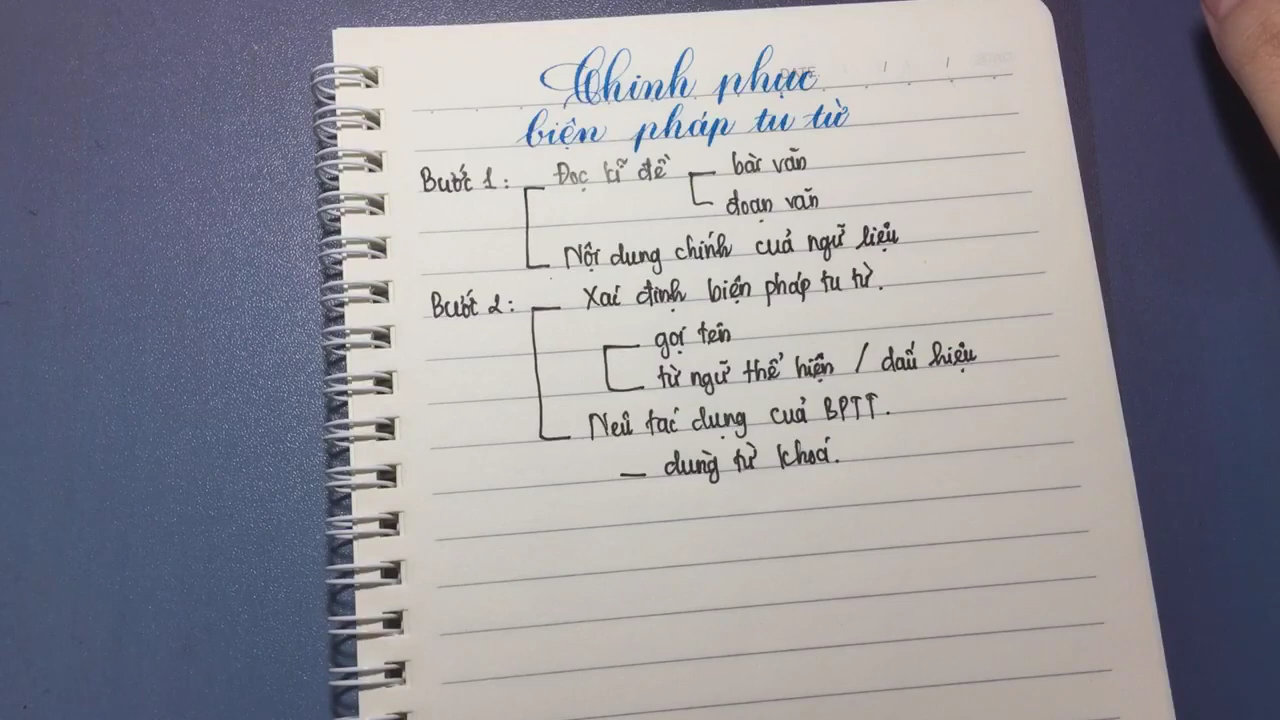 Chinh phục
biện pháp tu từ
Bước 1: Đọc kĩ đề bài văn
đoạn văn
Nội dung chính của ngữ liệu
Bước 2: Xác định biện pháp tu từ.
gọi tên
từ ngữ thể hiện / dấu hiệu
Nêu tác dụng của BPTT.
— dùng từ khoá.